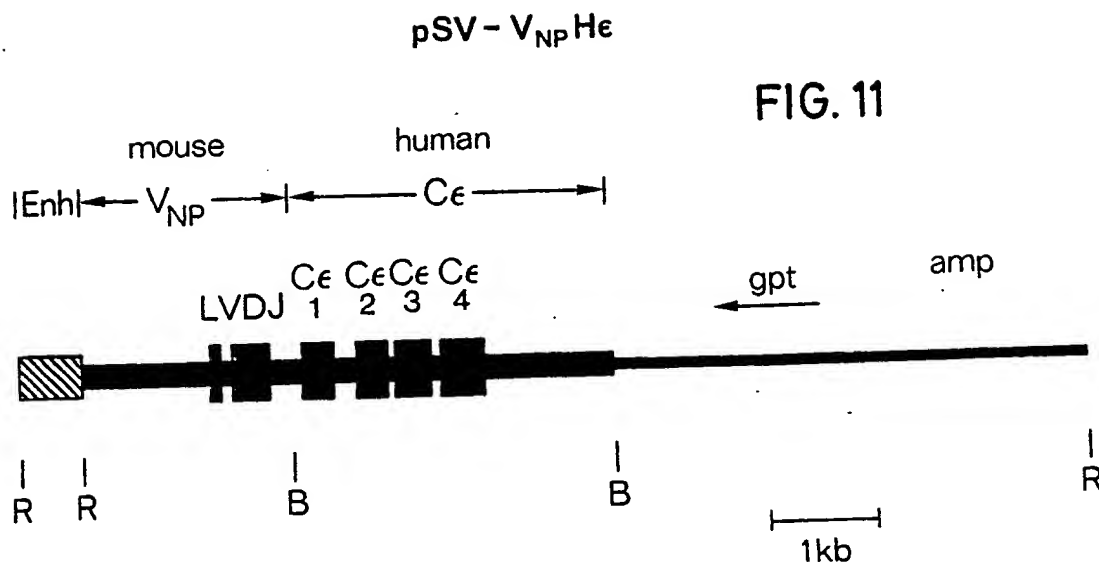 pSV - V_NP Hε
FIG. 11
mouse human
|Enh| V_NP Cε
LVDJ Cε 1 Cε 2 Cε 3 Cε 4 gpt amp
R R B B R
1kb